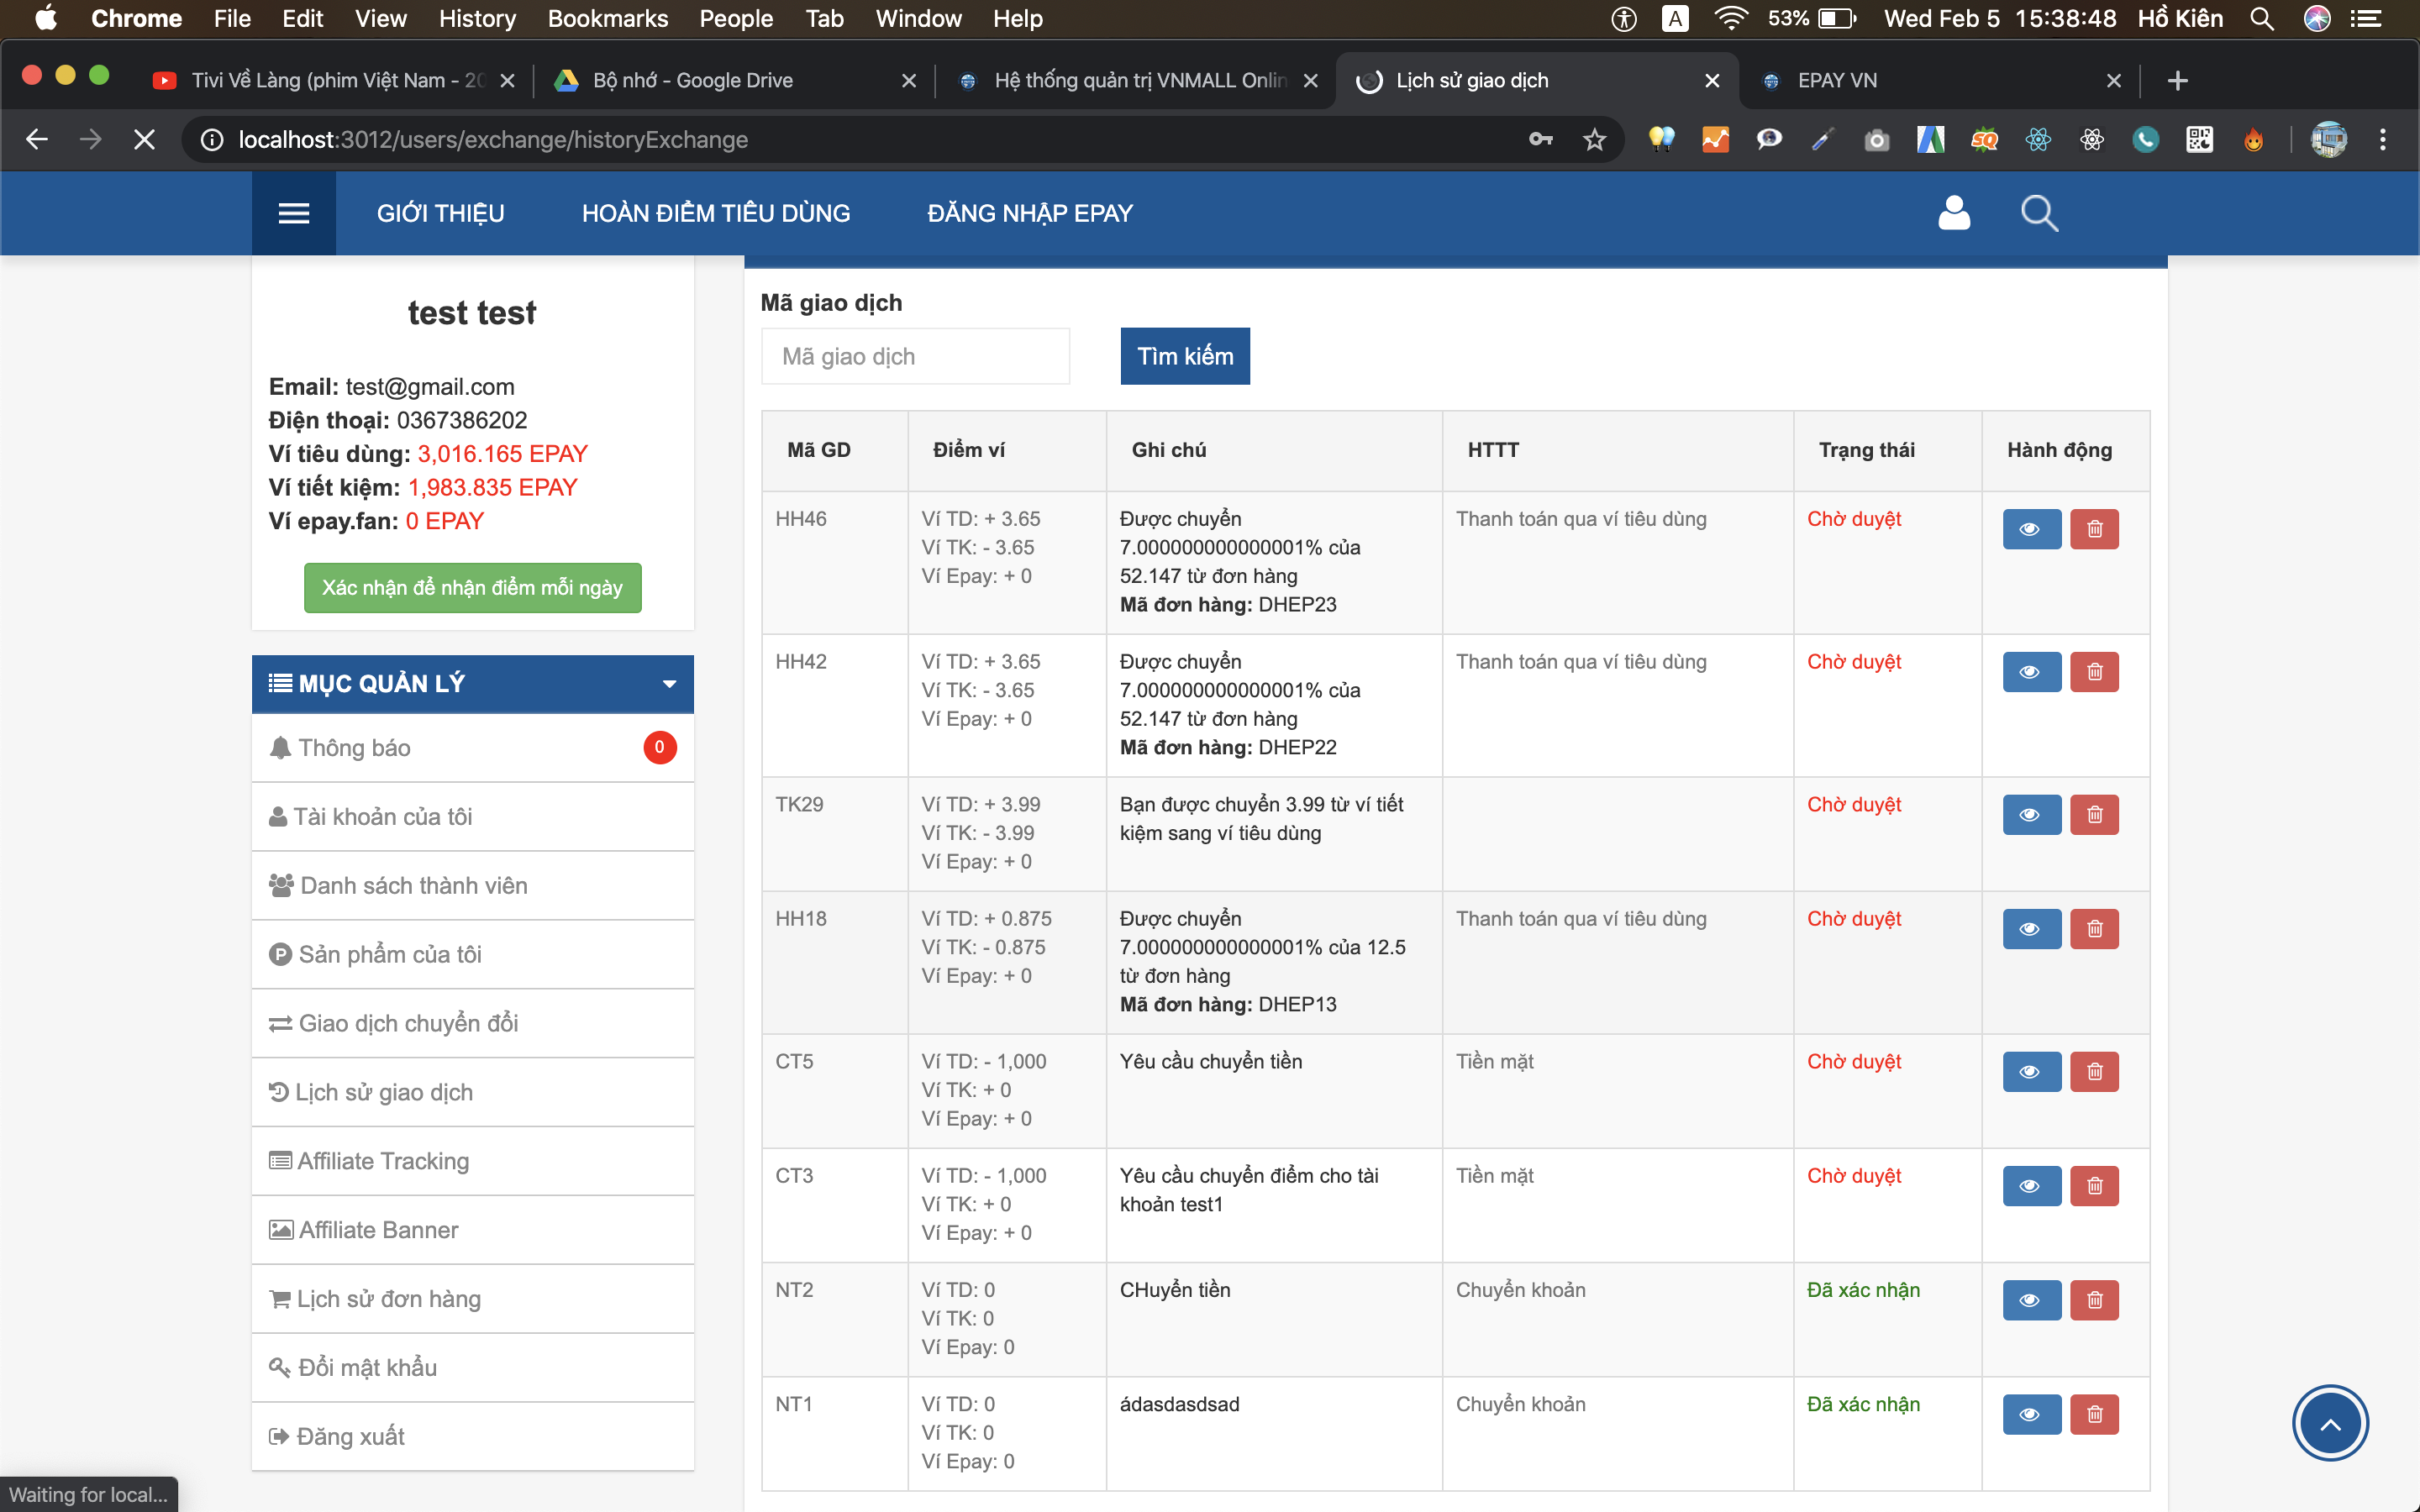 Chrome File Edit View History Bookmarks People Tab Window Help
A 53% Wed Feb 5 15:38:48 Hồ Kiên
Tivi Về Làng (phim Việt Nam - 20
Bộ nhớ - Google Drive
Hệ thống quản trị VNMALL Onlin
Lịch sử giao dịch
EPAY VN
localhost:3012/users/exchange/historyExchange
GIỚI THIỆU
HOÀN ĐIỂM TIÊU DÙNG
ĐĂNG NHẬP EPAY
test test
Email: test@gmail.com
Điện thoại: 0367386202
Ví tiêu dùng: 3,016.165 EPAY
Ví tiết kiệm: 1,983.835 EPAY
Ví epay.fan: 0 EPAY
Xác nhận để nhận điểm mỗi ngày
MỤC QUẢN LÝ
Thông báo 0
Tài khoản của tôi
Danh sách thành viên
Sản phẩm của tôi
Giao dịch chuyển đổi
Lịch sử giao dịch
Affiliate Tracking
Affiliate Banner
Lịch sử đơn hàng
Đổi mật khẩu
Đăng xuất
Mã giao dịch
Mã giao dịch
Tìm kiếm
Mã GD Điểm ví Ghi chú HTTT Trạng thái Hành động
HH46 Ví TD: + 3.65 Được chuyển Thanh toán qua ví tiêu dùng Chờ duyệt
Ví TK: - 3.65 7.000000000000001% của
Ví Epay: + 0 52.147 từ đơn hàng
Mã đơn hàng: DHEP23
HH42 Ví TD: + 3.65 Được chuyển Thanh toán qua ví tiêu dùng Chờ duyệt
Ví TK: - 3.65 7.000000000000001% của
Ví Epay: + 0 52.147 từ đơn hàng
Mã đơn hàng: DHEP22
TK29 Ví TD: + 3.99 Bạn được chuyển 3.99 từ ví tiết Chờ duyệt
Ví TK: - 3.99 kiệm sang ví tiêu dùng
Ví Epay: + 0
HH18 Ví TD: + 0.875 Được chuyển Thanh toán qua ví tiêu dùng Chờ duyệt
Ví TK: - 0.875 7.000000000000001% của 12.5
Ví Epay: + 0 từ đơn hàng
Mã đơn hàng: DHEP13
CT5 Ví TD: - 1,000 Yêu cầu chuyển tiền Tiền mặt Chờ duyệt
Ví TK: + 0
Ví Epay: + 0
CT3 Ví TD: - 1,000 Yêu cầu chuyển điểm cho tài Tiền mặt Chờ duyệt
Ví TK: + 0 khoản test1
Ví Epay: + 0
NT2 Ví TD: 0 CHuyển tiền Chuyển khoản Đã xác nhận
Ví TK: 0
Ví Epay: 0
NT1 Ví TD: 0 ádasdasdsad Chuyển khoản Đã xác nhận
Ví TK: 0
Ví Epay: 0
Waiting for local...